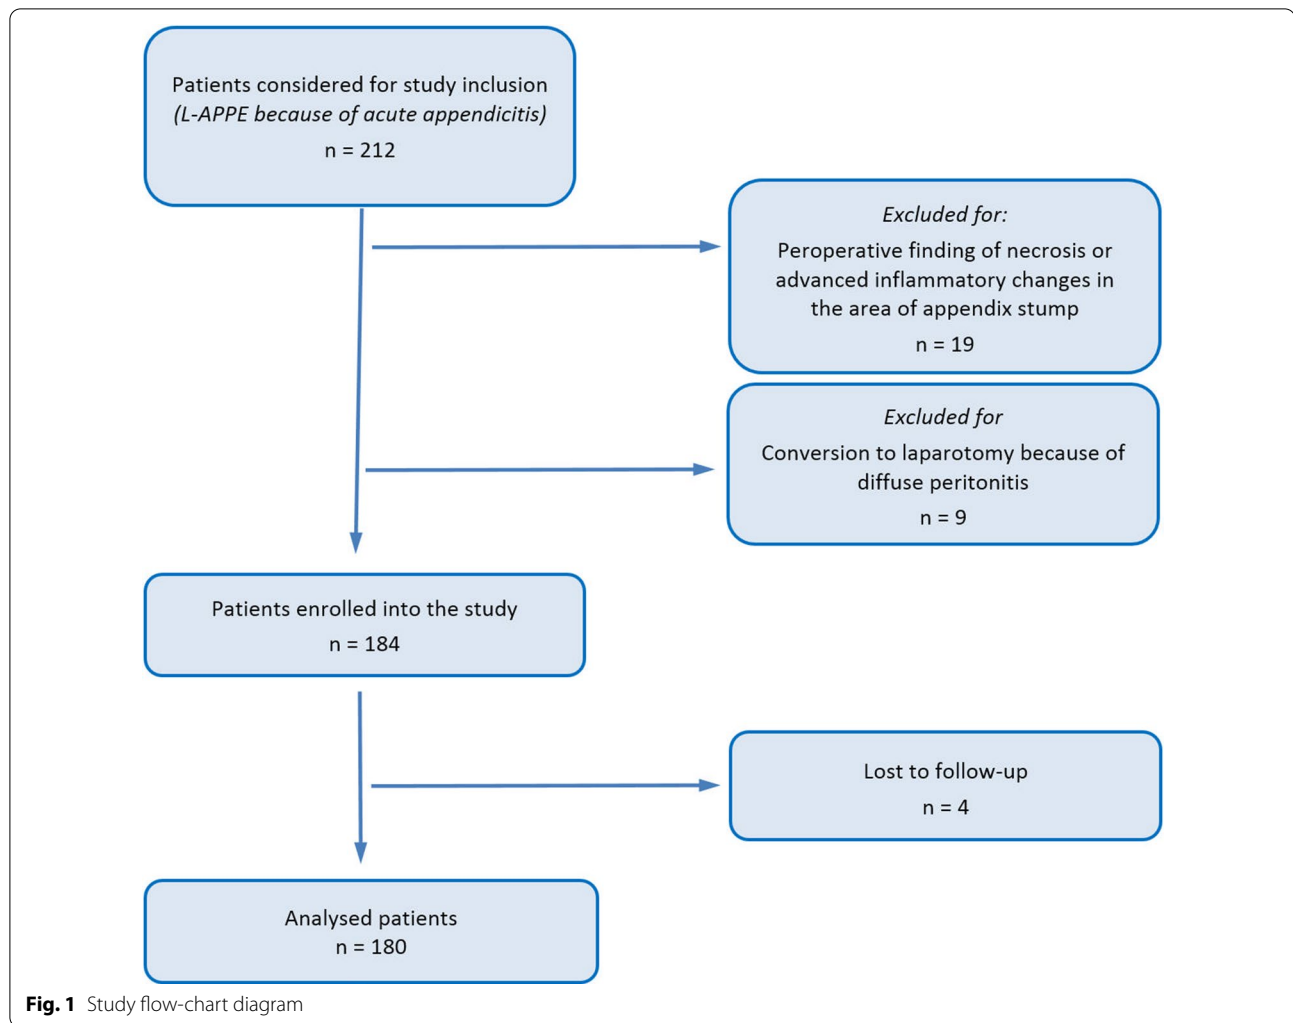 Patients considered for study inclusion
(L-APPE because of acute appendicitis)
n = 212
Excluded for:
Peroperative finding of necrosis or
advanced inflammatory changes in
the area of appendix stump
n = 19
Excluded for
Conversion to laparotomy because of
diffuse peritonitis
n = 9
Patients enrolled into the study
n = 184
Lost to follow-up
n = 4
Analysed patients
n = 180
Fig. 1 Study flow-chart diagram